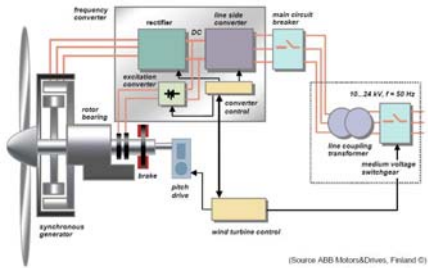 frequency
converter
rectifier
DC
line side
converter
main circuit
breaker
excitation
converter
converter
control
rotor
bearing
10...24 kV, f = 50 Hz
line coupling
transformer
medium voltage
switchgear
brake
pitch
drive
wind turbine control
synchronous
generator
(Source ABB Motors&Drives, Finland ©)